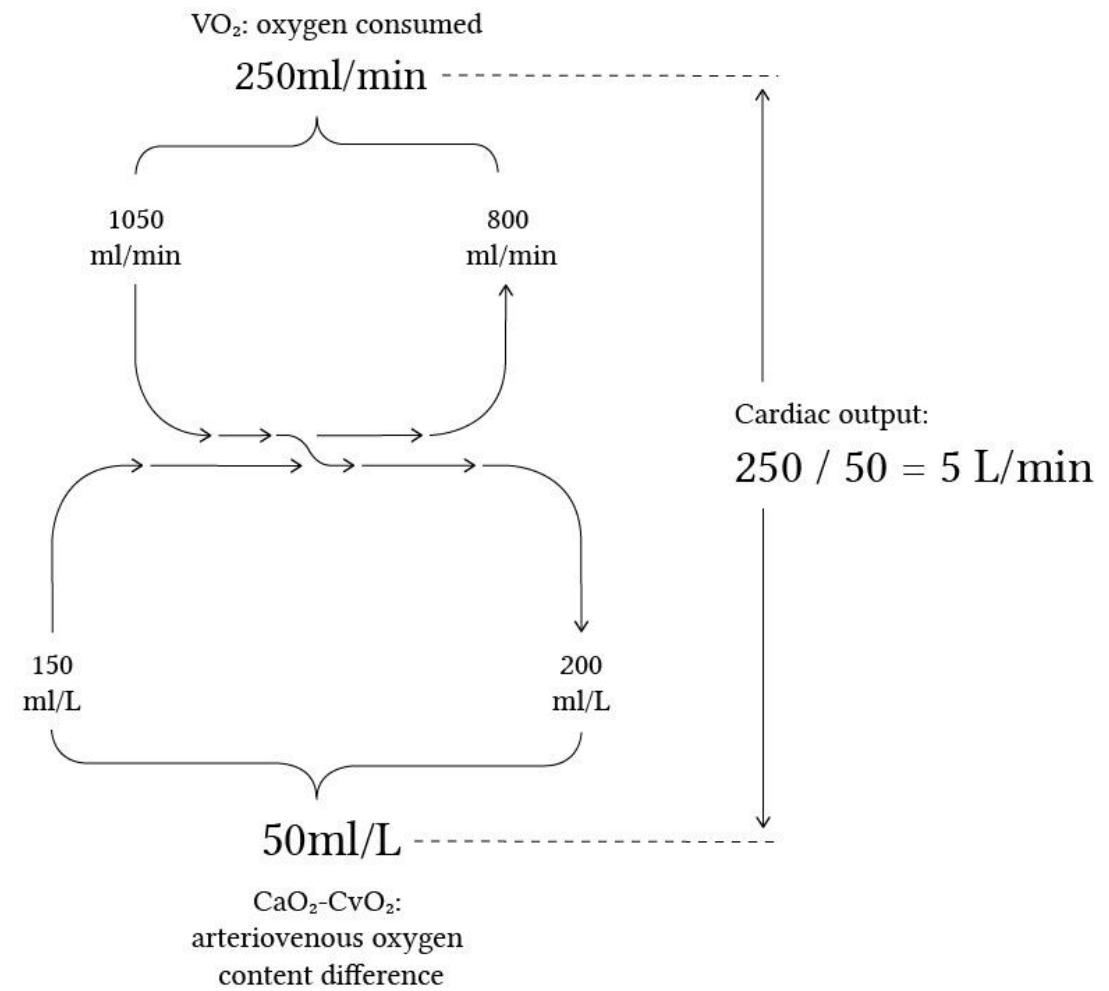 VO₂: oxygen consumed
250ml/min
1050
ml/min
800
ml/min
Cardiac output:
250 / 50 = 5 L/min
150
ml/L
200
ml/L
50ml/L
CaO₂-CvO₂:
arteriovenous oxygen
content difference